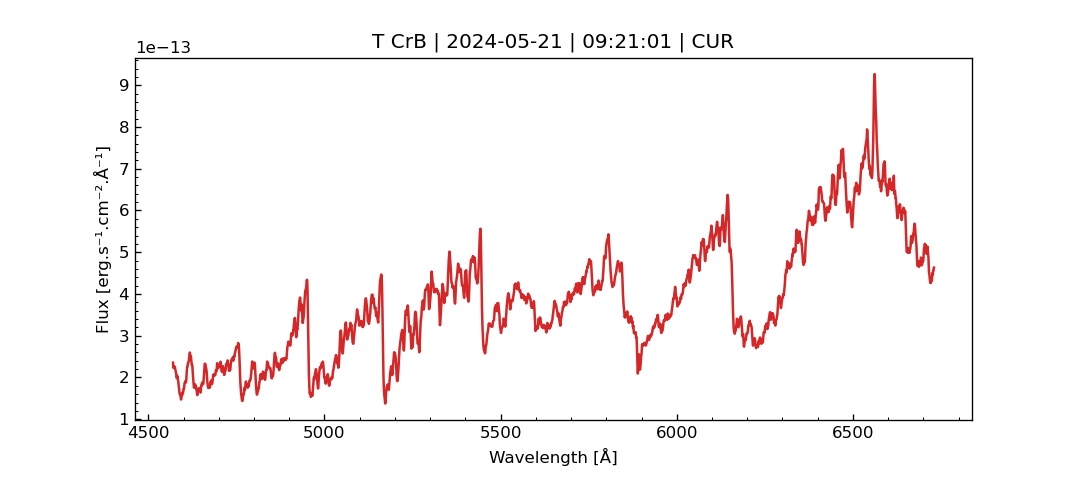 T CrB | 2024-05-21 | 09:21:01 | CUR
1e−13
9
8
7
6
5
4
3
2
1
Flux [erg.s⁻¹.cm⁻².Å⁻¹]
4500 5000 5500 6000 6500
Wavelength [Å]